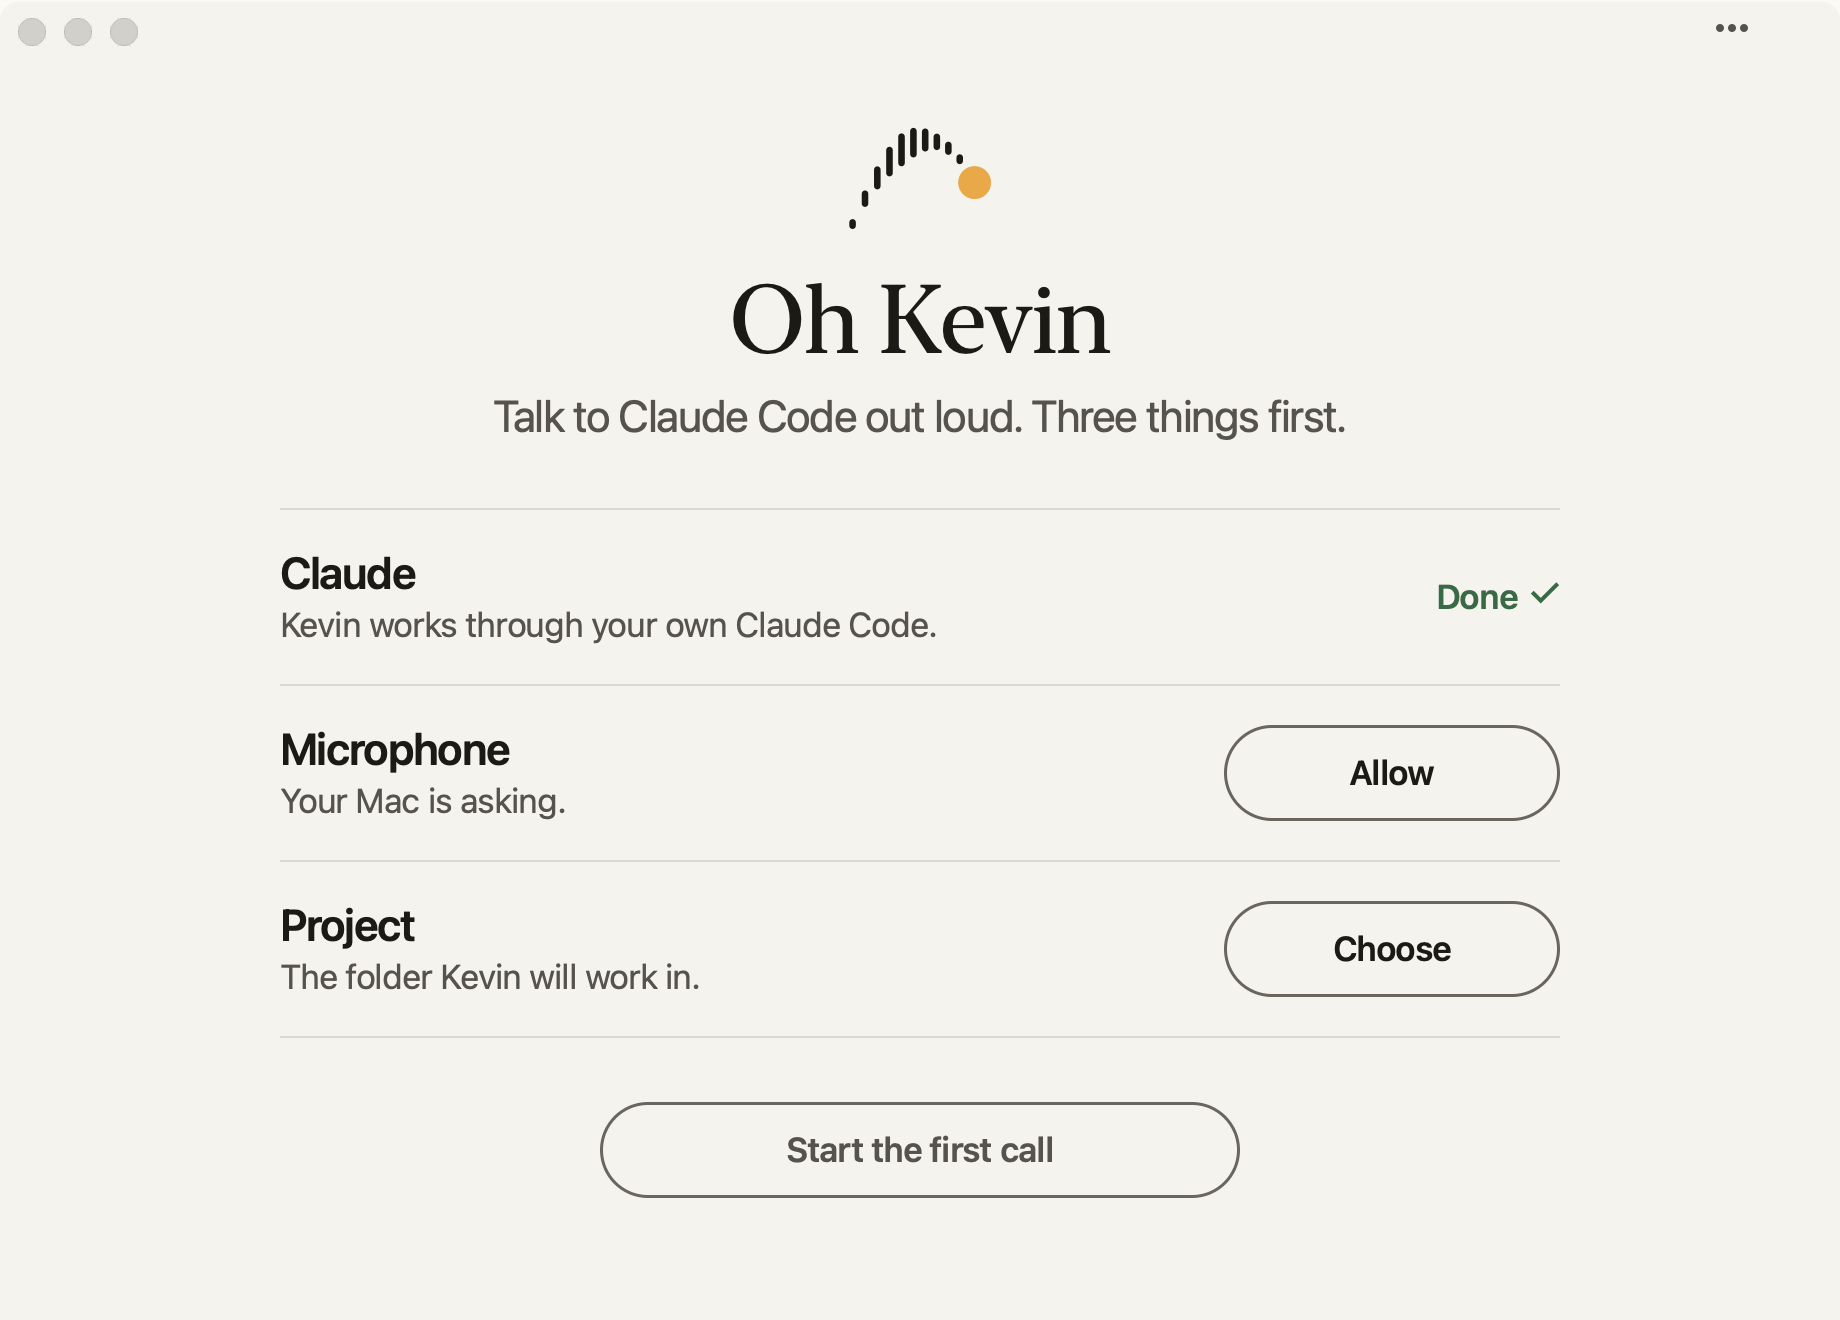 Oh Kevin
Talk to Claude Code out loud. Three things first.
Claude
Kevin works through your own Claude Code.
Done
Microphone
Your Mac is asking.
Allow
Project
The folder Kevin will work in.
Choose
Start the first call